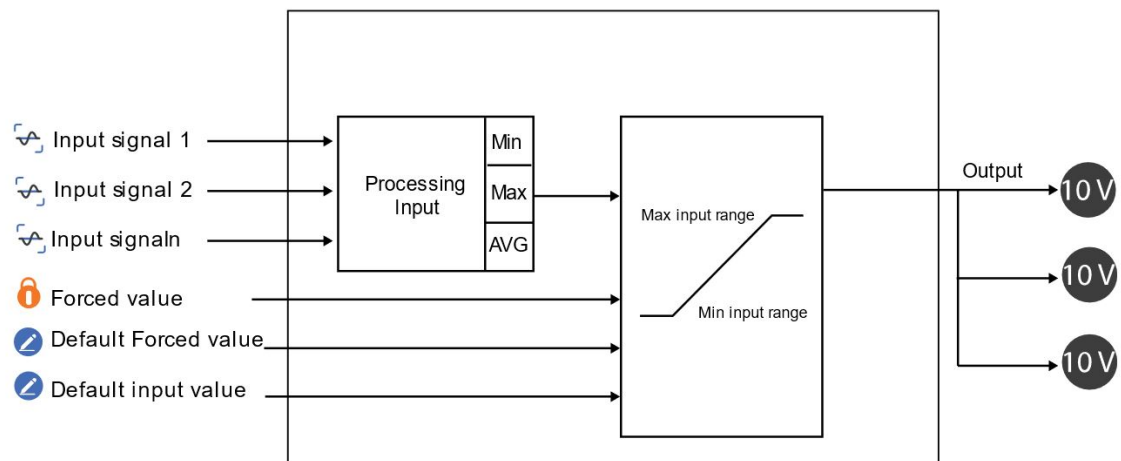 Input signal 1
Input signal 2
Input signaln
Forced value
Default Forced value
Default input value
Processing
Input
Min
Max
AVG
Max input range
Min input range
Output
10 V
10 V
10 V